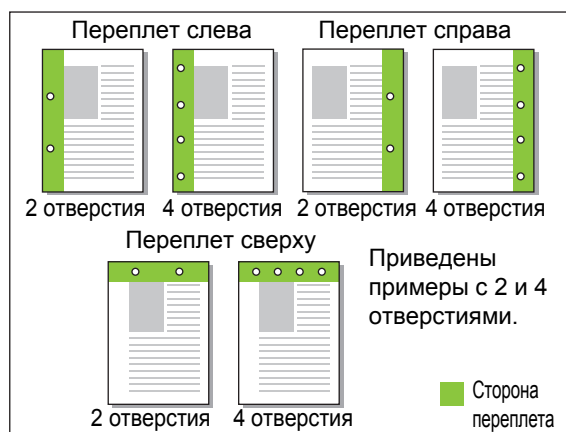 Переплет слева
Переплет справа
2 отверстия
4 отверстия
2 отверстия
4 отверстия
Переплет сверху
Приведены
примеры с 2 и 4
отверстиями.
2 отверстия
4 отверстия
Сторона
переплета